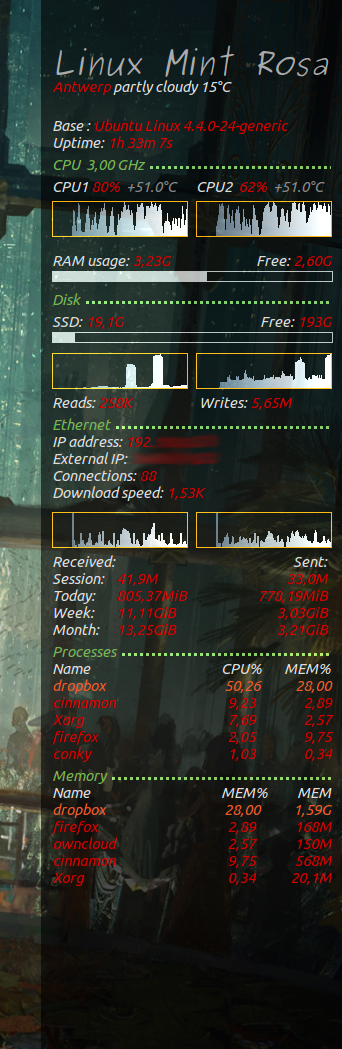 Linux Mint Rosa
Antwerp partly cloudy 15°C
Base : Ubuntu Linux 4.4.0-24-generic
Uptime: 1h 33m 7s
CPU 3,00 GHz
CPU1 80% +51.0°C CPU2 62% +51.0°C
RAM usage: 3,23G Free: 2,60G
Disk
SSD: 19,1G Free: 193G
Reads: 288K Writes: 5,65M
Ethernet
IP address: 192.
External IP:
Connections: 88
Download speed: 1,53K
Received: Sent:
Session: 41,9M 33,0M
Today: 805,37MiB 778,19MiB
Week: 11,11GiB 3,03GiB
Month: 13,25GiB 3,21GiB
Processes
Name CPU% MEM%
dropbox 50,26 28,00
cinnamon 9,23 2,89
Xorg 7,69 2,57
firefox 2,05 9,75
conky 1,03 0,34
Memory
Name MEM% MEM
dropbox 28,00 1,59G
firefox 2,89 168M
owncloud 2,57 150M
cinnamon 9,75 568M
Xorg 0,34 20,1M